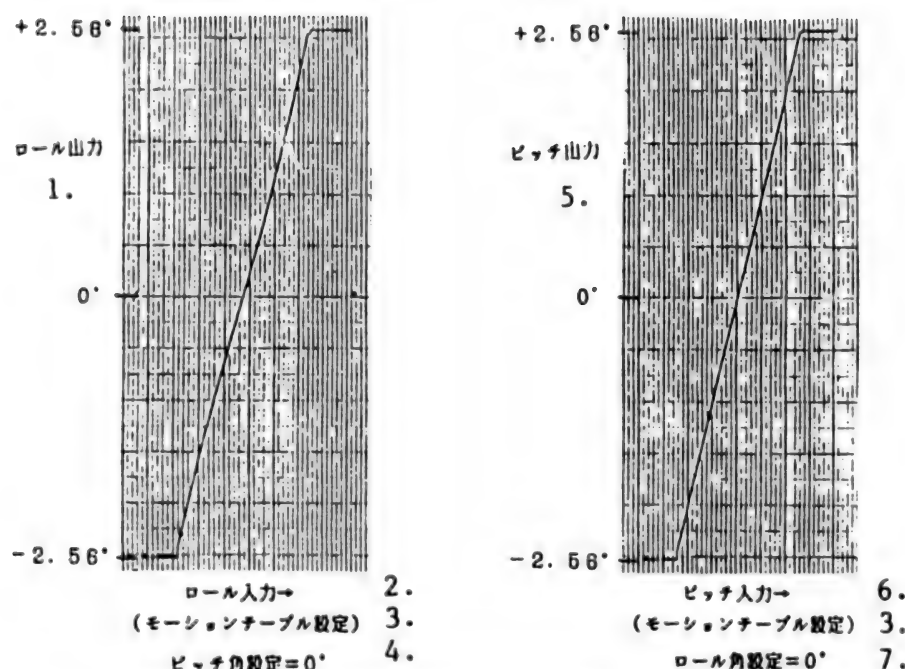 +2.56°
ロール出力
1.
0°
-2.56°
ロール入力→ 2.
(モーションテーブル設定) 3.
ピッチ角設定=0° 4.
+2.56°
ピッチ出力
5.
0°
-2.56°
ピッチ入力→ 6.
(モーションテーブル設定) 3.
ロール角設定=0° 7.